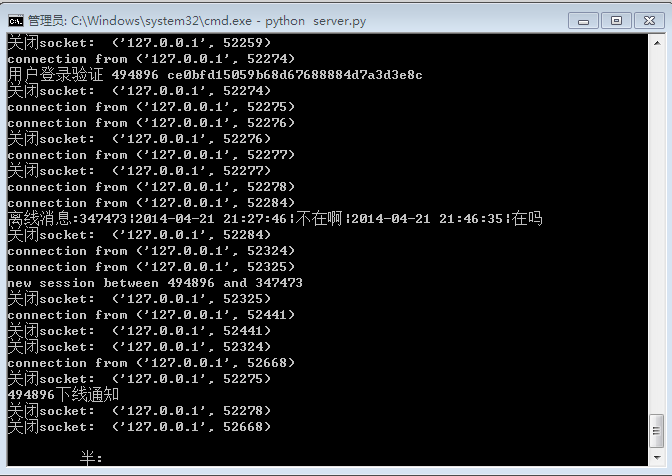 管理员: C:\Windows\system32\cmd.exe - python  server.py
关闭socket:  ('127.0.0.1', 52259)
connection from ('127.0.0.1', 52274)
用户登录验证 494896 ce0bfd15059b68d67688884d7a3d3e8c
关闭socket:  ('127.0.0.1', 52274)
connection from ('127.0.0.1', 52275)
connection from ('127.0.0.1', 52276)
关闭socket:  ('127.0.0.1', 52276)
connection from ('127.0.0.1', 52277)
关闭socket:  ('127.0.0.1', 52277)
connection from ('127.0.0.1', 52278)
connection from ('127.0.0.1', 52284)
离线消息:347473|2014-04-21 21:27:46|不在啊|2014-04-21 21:46:35|在吗
关闭socket:  ('127.0.0.1', 52284)
connection from ('127.0.0.1', 52324)
connection from ('127.0.0.1', 52325)
new session between 494896 and 347473
关闭socket:  ('127.0.0.1', 52325)
connection from ('127.0.0.1', 52441)
关闭socket:  ('127.0.0.1', 52441)
关闭socket:  ('127.0.0.1', 52324)
connection from ('127.0.0.1', 52668)
关闭socket:  ('127.0.0.1', 52275)
494896下线通知
关闭socket:  ('127.0.0.1', 52278)
关闭socket:  ('127.0.0.1', 52668)
半: